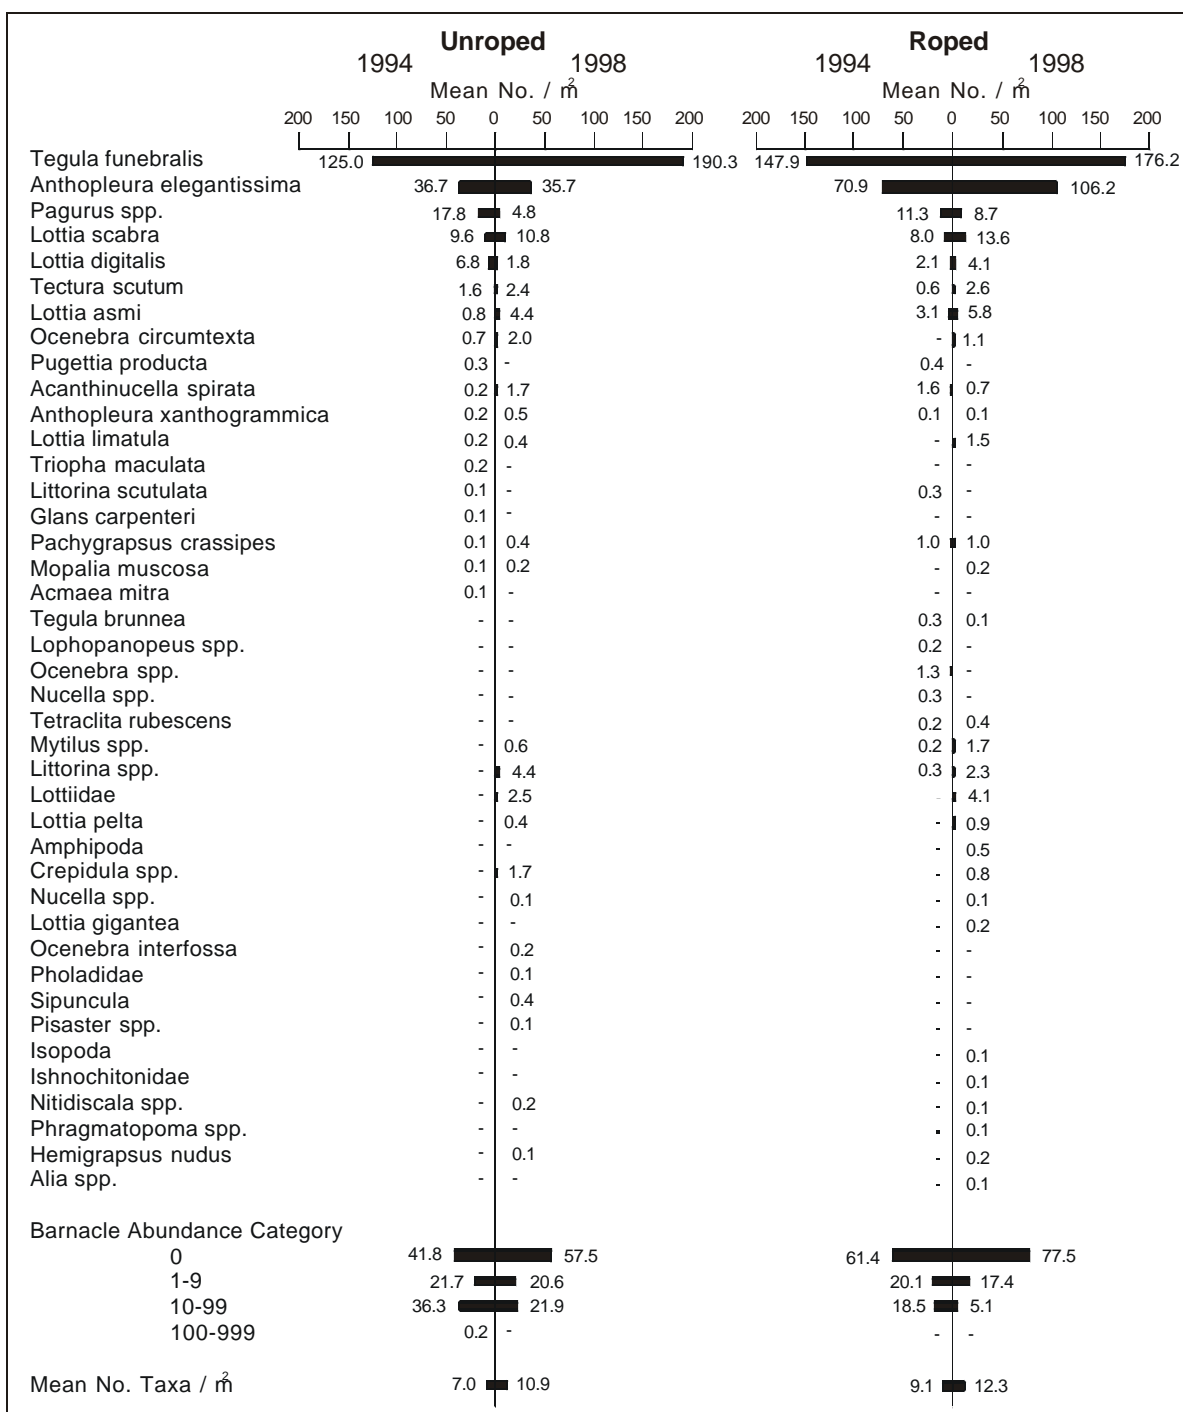 Unroped Roped
1994 1998 1994 1998
Mean No. / m² Mean No. / m²
200 150 100 50 0 50 100 150 200 200 150 100 50 0 50 100 150 200
Tegula funebralis 125.0 190.3 147.9 176.2
Anthopleura elegantissima 36.7 35.7 70.9 106.2
Pagurus spp. 17.8 4.8 11.3 8.7
Lottia scabra 9.6 10.8 8.0 13.6
Lottia digitalis 6.8 1.8 2.1 4.1
Tectura scutum 1.6 2.4 0.6 2.6
Lottia asmi 0.8 4.4 3.1 5.8
Ocenebra circumtexta 0.7 2.0 - 1.1
Pugettia producta 0.3 - 0.4 -
Acanthinucella spirata 0.2 1.7 1.6 0.7
Anthopleura xanthogrammica 0.2 0.5 0.1 0.1
Lottia limatula 0.2 0.4 - 1.5
Triopha maculata 0.2 - - -
Littorina scutulata 0.1 - 0.3 -
Glans carpenteri 0.1 - - -
Pachygrapsus crassipes 0.1 0.4 1.0 1.0
Mopalia muscosa 0.1 0.2 - 0.2
Acmaea mitra 0.1 - - -
Tegula brunnea - - 0.3 0.1
Lophopanopeus spp. - - 0.2 -
Ocenebra spp. - - 1.3 -
Nucella spp. - - 0.3 -
Tetraclita rubescens - - 0.2 0.4
Mytilus spp. - 0.6 0.2 1.7
Littorina spp. - 4.4 0.3 2.3
Lottiidae - 2.5 - 4.1
Lottia pelta - 0.4 - 0.9
Amphipoda - - - 0.5
Crepidula spp. - 1.7 - 0.8
Nucella spp. - 0.1 - 0.1
Lottia gigantea - - - 0.2
Ocenebra interfossa - 0.2 - -
Pholadidae - 0.1 - -
Sipuncula - 0.4 - -
Pisaster spp. - 0.1 - -
Isopoda - - - 0.1
Ishnochitonidae - - - 0.1
Nitidiscala spp. - 0.2 - 0.1
Phragmatopoma spp. - - - 0.1
Hemigrapsus nudus - 0.1 - 0.2
Alia spp. - - - 0.1
Barnacle Abundance Category
0 41.8 57.5 61.4 77.5
1-9 21.7 20.6 20.1 17.4
10-99 36.3 21.9 18.5 5.1
100-999 0.2 - - -
Mean No. Taxa / m² 7.0 10.9 9.1 12.3